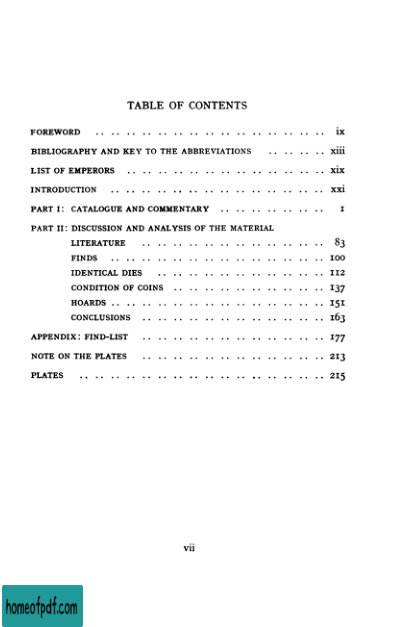 TABLE OF CONTENTS
FOREWORD .. .. .. .. .. .. .. .. .. .. .. .. .. .. .. ix
BIBLIOGRAPHY AND KEY TO THE ABBREVIATIONS .. .. .. .. xiii
LIST OF EMPERORS .. .. .. .. .. .. .. .. .. .. .. .. .. xix
INTRODUCTION .. .. .. .. .. .. .. .. .. .. .. .. .. .. xxi
PART I: CATALOGUE AND COMMENTARY .. .. .. .. .. .. .. 1
PART II: DISCUSSION AND ANALYSIS OF THE MATERIAL
LITERATURE .. .. .. .. .. .. .. .. .. .. .. .. 83
FINDS .. .. .. .. .. .. .. .. .. .. .. .. .. .. 100
IDENTICAL DIES .. .. .. .. .. .. .. .. .. .. .. 112
CONDITION OF COINS .. .. .. .. .. .. .. .. .. .. 137
HOARDS .. .. .. .. .. .. .. .. .. .. .. .. .. .. 151
CONCLUSIONS .. .. .. .. .. .. .. .. .. .. .. .. 163
APPENDIX: FIND-LIST .. .. .. .. .. .. .. .. .. .. .. .. 177
NOTE ON THE PLATES .. .. .. .. .. .. .. .. .. .. .. .. 213
PLATES .. .. .. .. .. .. .. .. .. .. .. .. .. .. .. .. 215
vii
homeofpdf.com